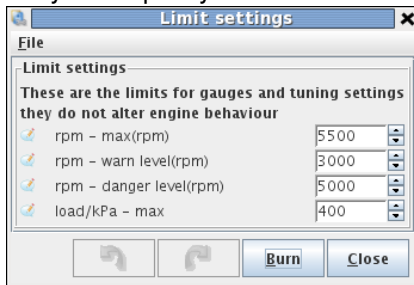 Limit settings
File
Limit settings
These are the limits for gauges and tuning settings
they do not alter engine behaviour
rpm - max(rpm) 5500
rpm - warn level(rpm) 3000
rpm - danger level(rpm) 5000
load/kPa - max 400
Burn Close